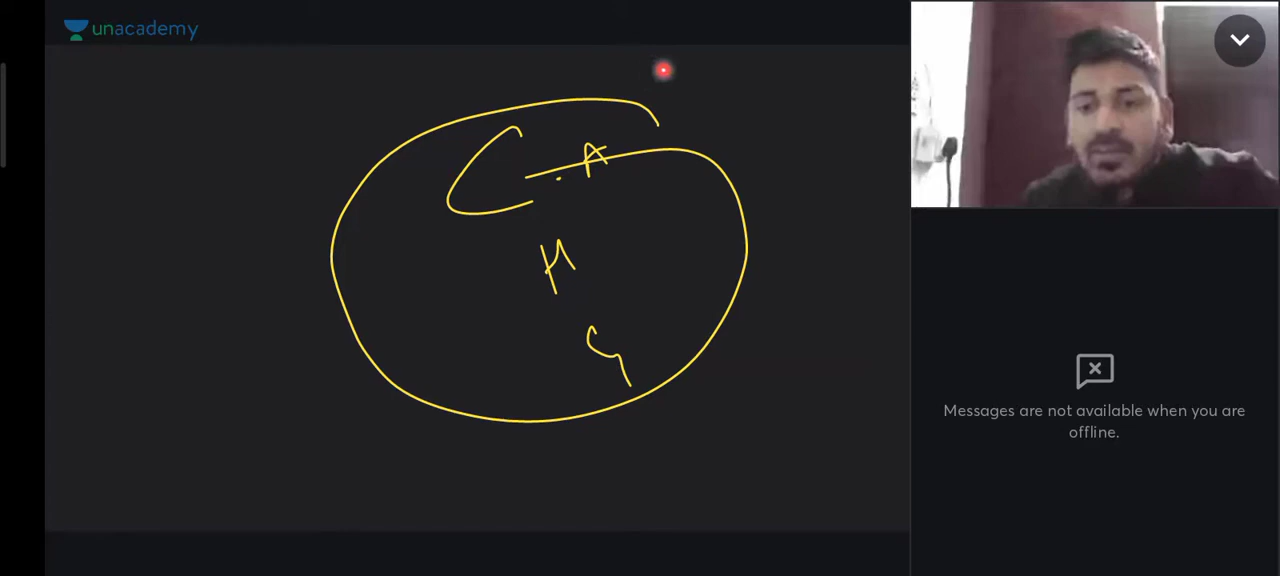 unacademy
C.A
M
Messages are not available when you are
offline.